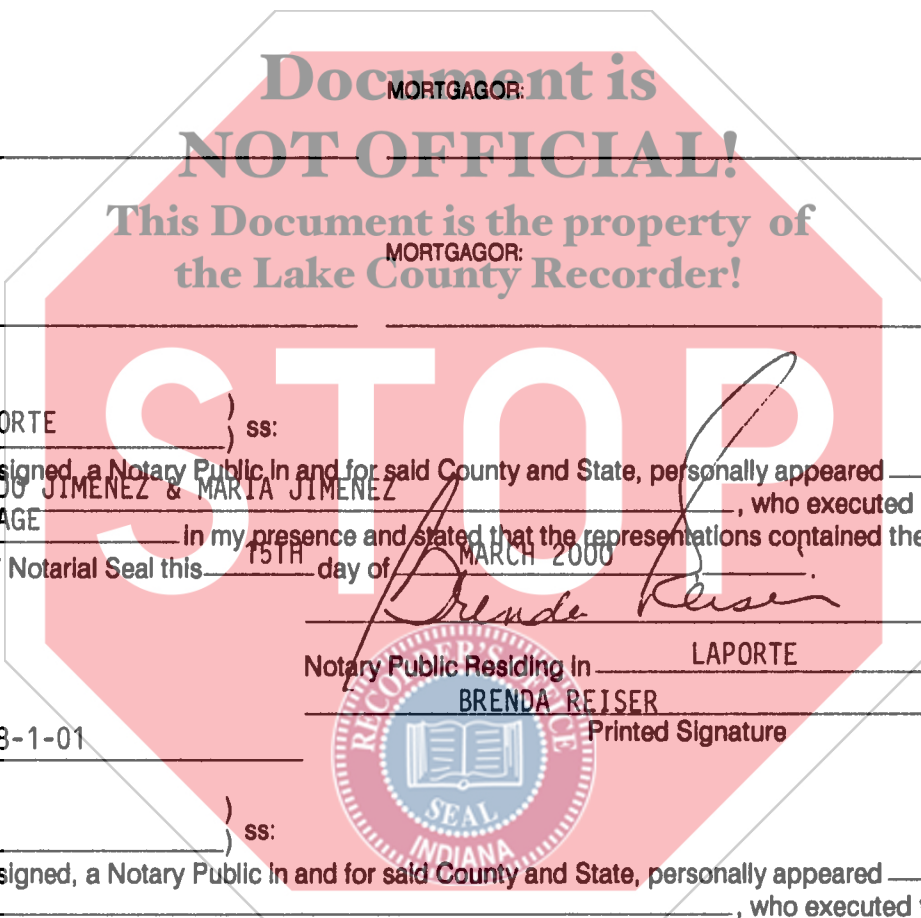 Document is
MORTGAGOR:
NOT OFFICIAL!
This Document is the property of
MORTGAGOR:
the Lake County Recorder!
STOP
ORTE ) ss:
)
signed, a Notary Public in and for said County and State, personally appeared
DO JIMENEZ & MARIA JIMENEZ , who executed
AGE in my presence and stated that the representations contained the
Notarial Seal this 15TH day of MARCH 2000
Brenda Reiser
Notary Public Residing in LAPORTE
BRENDA REISER
8-1-01 Printed Signature
RECORDER'S OFFICE
SEAL
INDIANA
) ss:
)
signed, a Notary Public in and for said County and State, personally appeared
, who executed